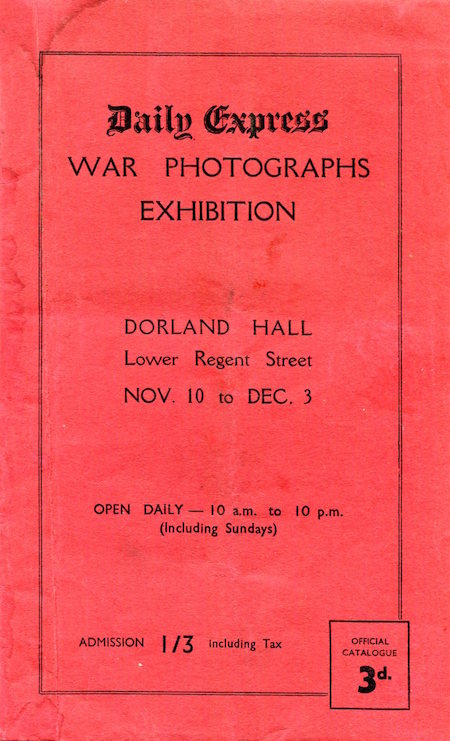 Daily Express
WAR PHOTOGRAPHS
EXHIBITION
DORLAND HALL
Lower Regent Street
NOV. 10 to DEC. 3
OPEN DAILY — 10 a.m. to 10 p.m.
(Including Sundays)
ADMISSION 1/3 including Tax
OFFICIAL
CATALOGUE
3d.